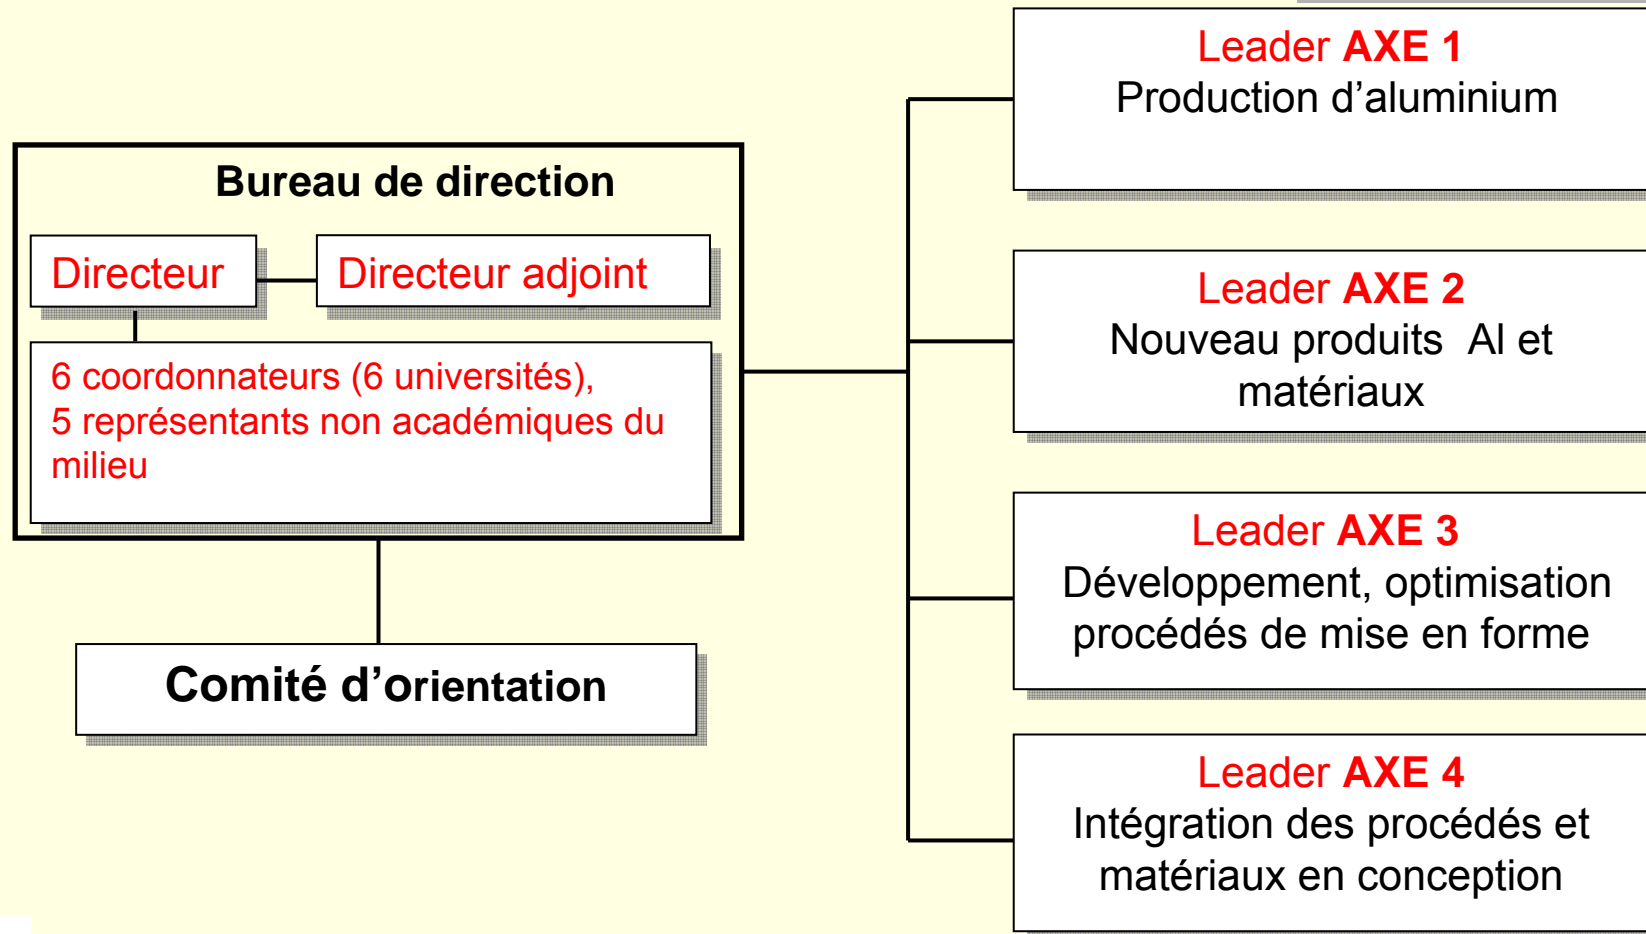 Bureau de direction
Directeur
Directeur adjoint
6 coordonnateurs (6 universités),
5 représentants non académiques du
milieu
Comité d’orientation
Leader AXE 1
Production d’aluminium
Leader AXE 2
Nouveau produits Al et
matériaux
Leader AXE 3
Développement, optimisation
procédés de mise en forme
Leader AXE 4
Intégration des procédés et
matériaux en conception